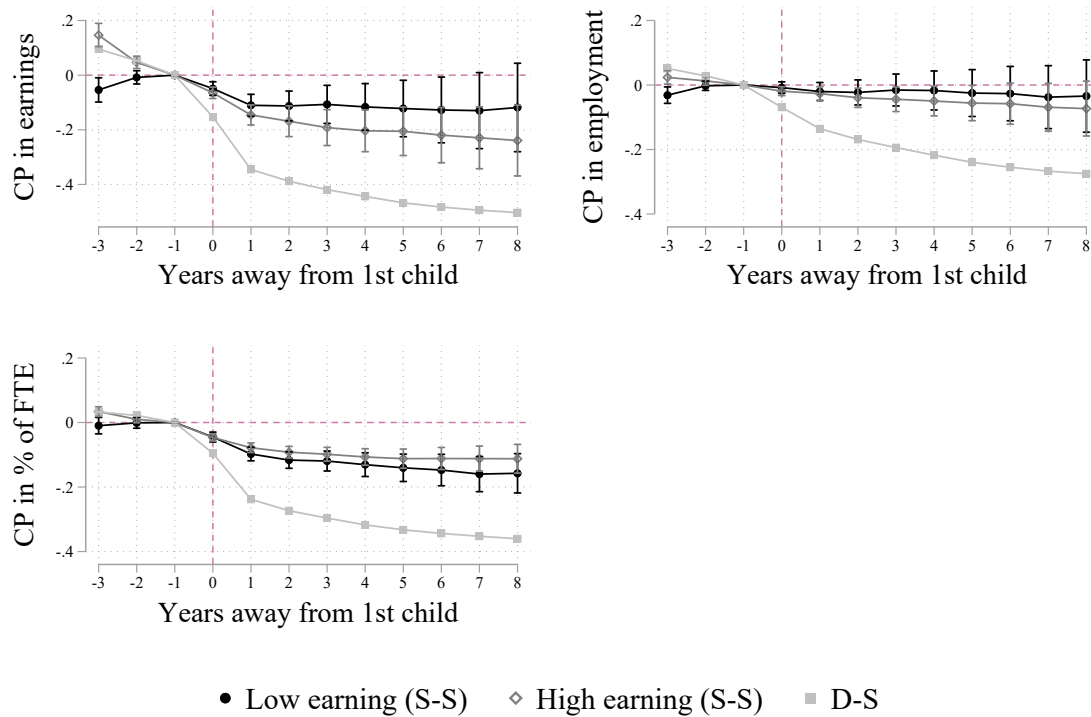 CP in earnings
.2
0
-.2
-.4
-3 -2 -1 0 1 2 3 4 5 6 7 8
Years away from 1st child
CP in employment
.2
0
-.2
-.4
-3 -2 -1 0 1 2 3 4 5 6 7 8
Years away from 1st child
CP in % of FTE
.2
0
-.2
-.4
-3 -2 -1 0 1 2 3 4 5 6 7 8
Years away from 1st child
Low earning (S-S) High earning (S-S) D-S